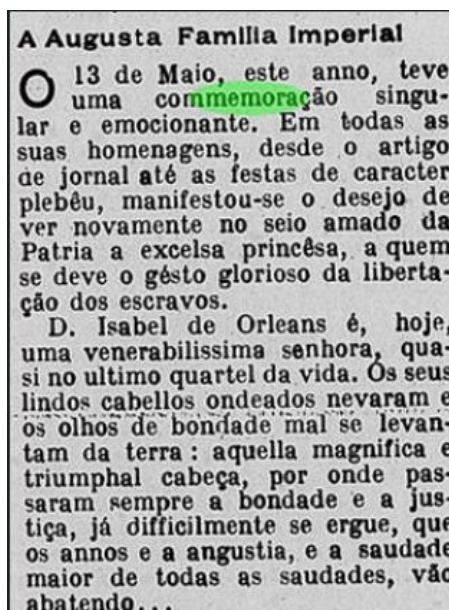 A Augusta Familia Imperial
O 13 de Maio, este anno, teve
uma commemoração singu-
lar e emocionante. Em todas as
suas homenagens, desde o artigo
de jornal até as festas de caracter
plebêu, manifestou-se o desejo de
ver novamente no seio amado da
Patria a excelsa princêsa, a quem
se deve o gésto glorioso da liberta-
ção dos escravos.
D. Isabel de Orleans é, hoje,
uma venerabilissima senhora, qua-
si no ultimo quartel da vida. Os seus
lindos cabellos ondeados nevaram e
os olhos de bondade mal se levan-
tam da terra : aquella magnifica e
triumphal cabeça, por onde pas-
saram sempre a bondade e a jus-
tiça, já difficilmente se ergue, que
os annos e a angustia, e a saudade
maior de todas as saudades, vão
abatendo...